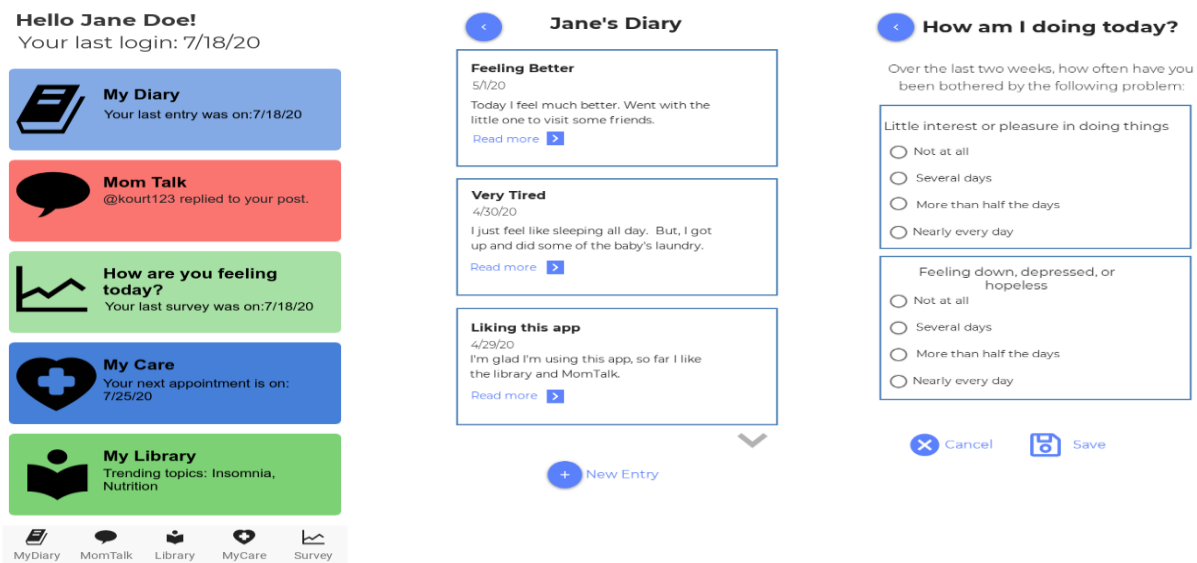 Hello Jane Doe!
Your last login: 7/18/20
My Diary
Your last entry was on:7/18/20
Mom Talk
@kourt123 replied to your post.
How are you feeling
today?
Your last survey was on:7/18/20
My Care
Your next appointment is on:
7/25/20
My Library
Trending topics: Insomnia,
Nutrition
MyDiary MomTalk Library MyCare Survey
Jane's Diary
Feeling Better
5/1/20
Today I feel much better. Went with the
little one to visit some friends.
Read more
Very Tired
4/30/20
I just feel like sleeping all day. But, I got
up and did some of the baby's laundry.
Read more
Liking this app
4/29/20
I'm glad I'm using this app, so far I like
the library and MomTalk.
Read more
New Entry
How am I doing today?
Over the last two weeks, how often have you
been bothered by the following problem:
Little interest or pleasure in doing things
Not at all
Several days
More than half the days
Nearly every day
Feeling down, depressed, or
hopeless
Not at all
Several days
More than half the days
Nearly every day
Cancel Save